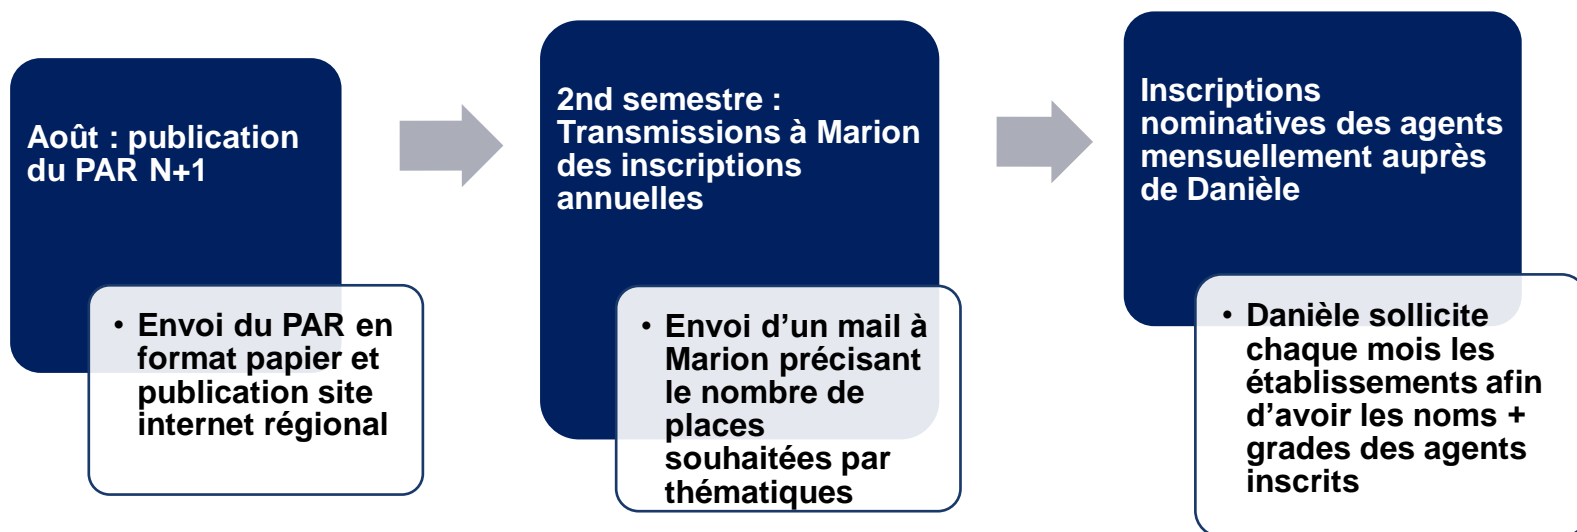 Août : publication
du PAR N+1
• Envoi du PAR en
format papier et
publication site
internet régional
2nd semestre :
Transmissions à Marion
des inscriptions
annuelles
• Envoi d’un mail à
Marion précisant
le nombre de
places
souhaitées par
thématiques
Inscriptions
nominatives des agents
mensuellement auprès
de Danièle
• Danièle sollicite
chaque mois les
établissements afin
d’avoir les noms +
grades des agents
inscrits